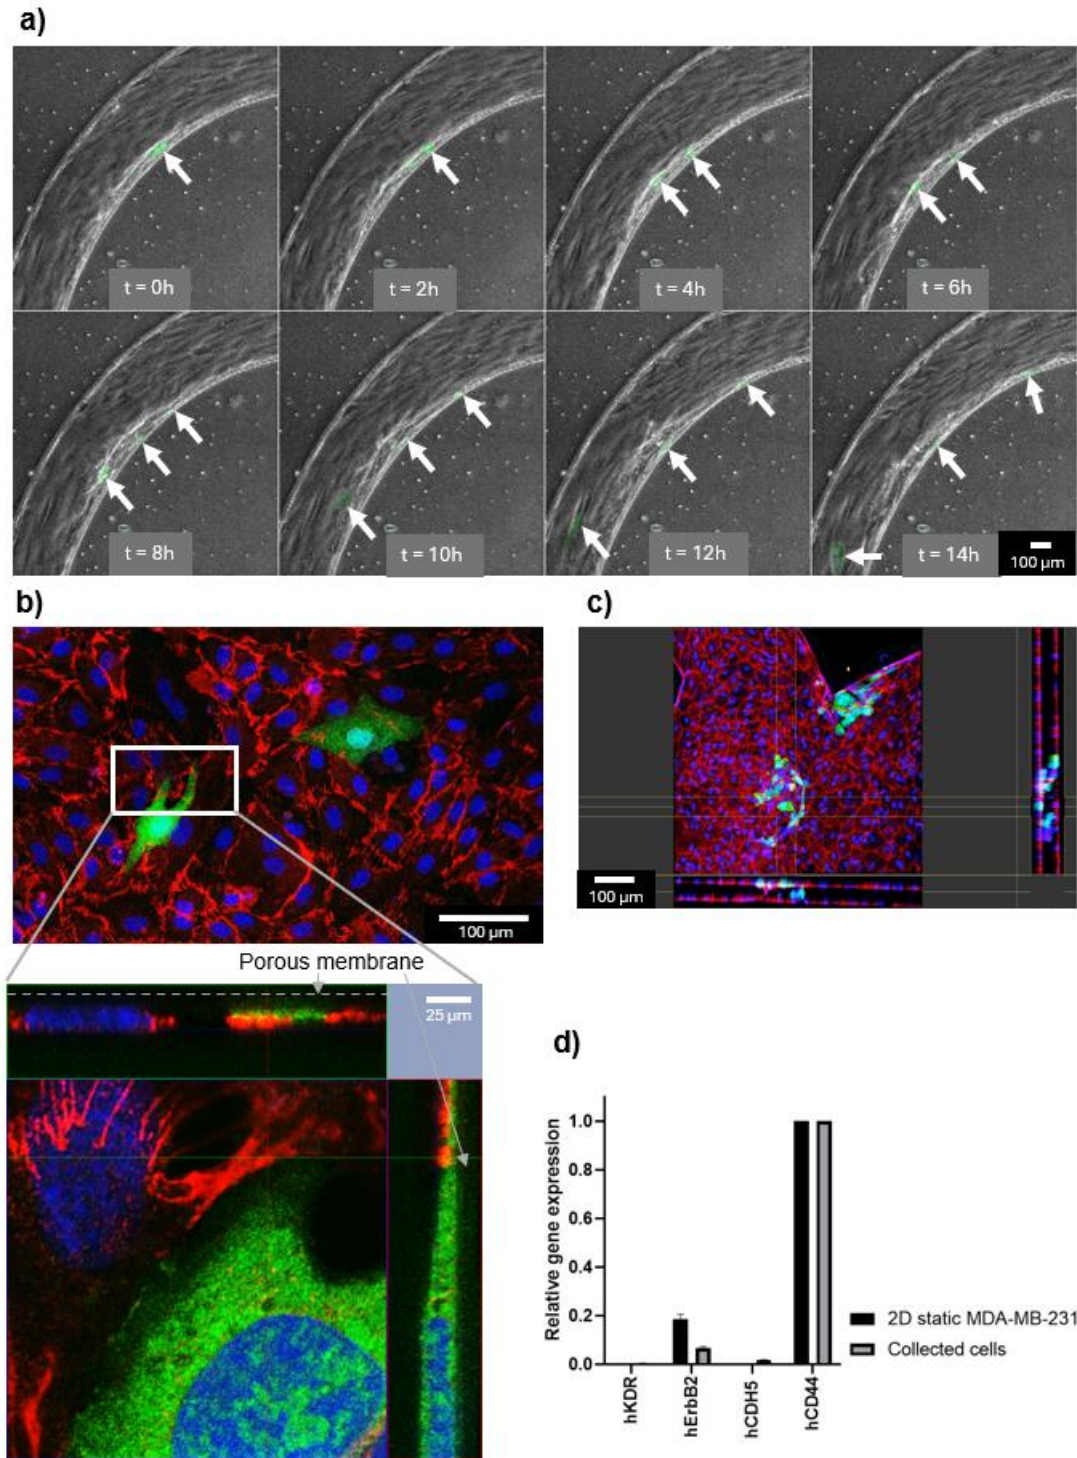 a)
t = 0h
t = 2h
t = 4h
t = 6h
t = 8h
t = 10h
t = 12h
t = 14h
100 µm
b)
c)
100 µm
100 µm
Porous membrane
25 µm
d)
Relative gene expression
1.0
0.8
0.6
0.4
0.2
0.0
hKDR
hErbB2
hCDH5
hCD44
2D static MDA-MB-231
Collected cells